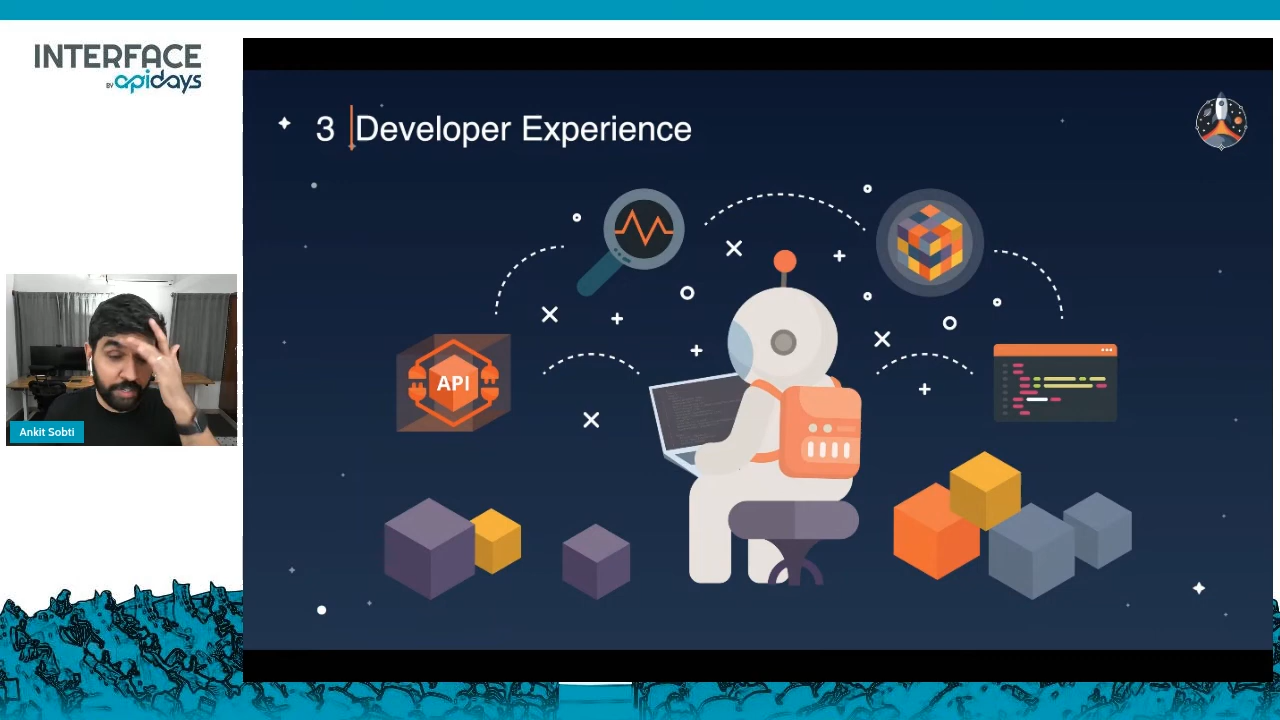 INTERFACE
BY apidays
3 Developer Experience
API
Ankit Sobti